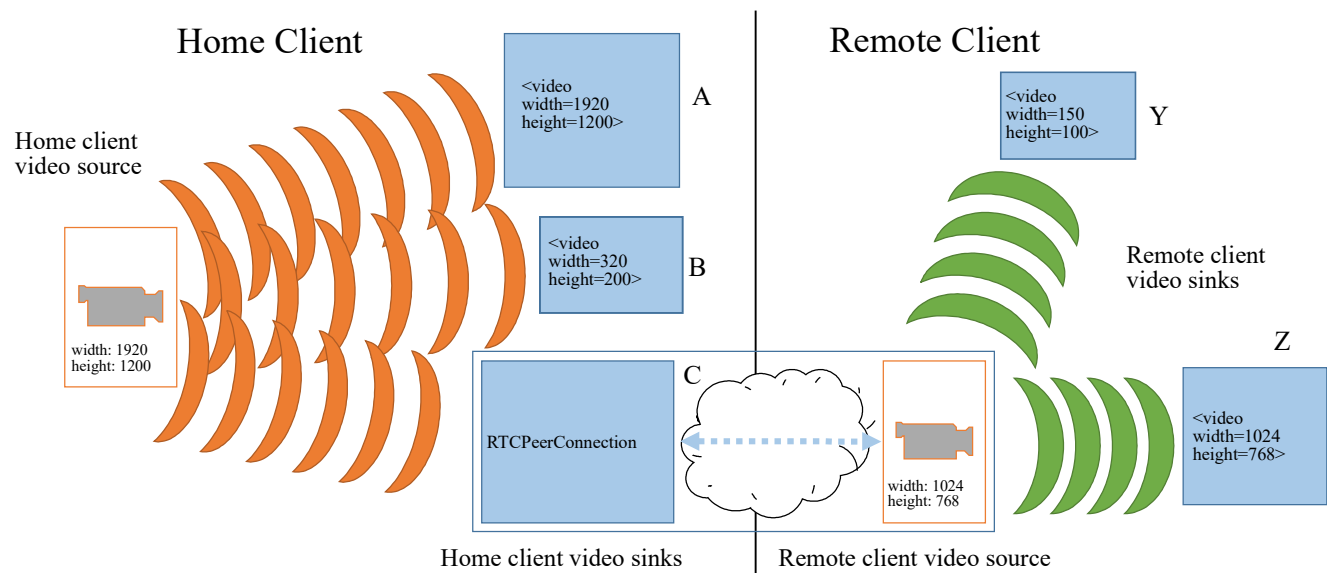 Home Client
Remote Client
<video
width=1920
height=1200>
A
<video
width=150
height=100>
Y
Home client
video source
<video
width=320
height=200>
B
Remote client
video sinks
width: 1920
height: 1200
Z
C
RTCPeerConnection
<video
width=1024
height=768>
width: 1024
height: 768
Home client video sinks
Remote client video source